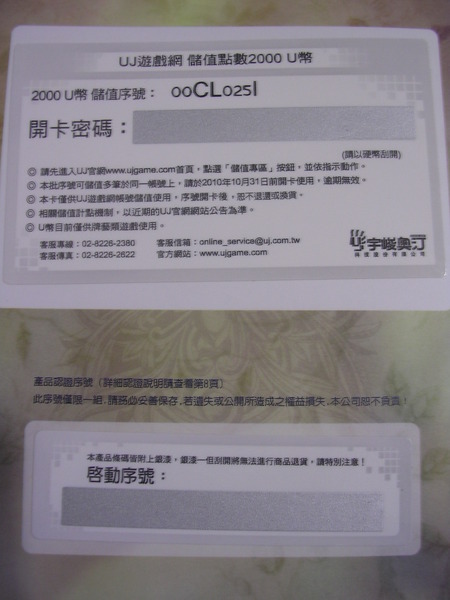 UJ遊戲網 儲值點數2000 U幣
2000 U幣 儲值序號： 00CL025I
開卡密碼：
(請以硬幣刮開)
◎ 請先進入UJ官網www.ujgame.com首頁，點選「儲值專區」按鈕，並依指示動作。
◎ 本批序號可儲值多筆於同一帳號上，請於2010年10月31日前開卡使用，逾期無效。
◎ 本卡僅供UJ遊戲網帳號儲值使用，序號開卡後，恕不退還或換貨。
◎ 相關儲值計點機制，以近期的UJ官網網站公告為準。
◎ U幣目前僅供牌藝類遊戲使用。
客服專線：02-8226-2380 客服信箱：online_service@uj.com.tw
客服傳真：02-8226-2622 官方網站：www.ujgame.com
UJ 宇峻奧汀
科技股份有限公司
產品認證序號（詳細認證說明請查看第8頁）
此序號僅限一組，請務必妥善保存，若遺失或公開所造成之權益損失，本公司恕不負責！
本產品條碼皆附上銀漆，銀漆一但刮開將無法進行商品退貨，請特別注意！
啓動序號：